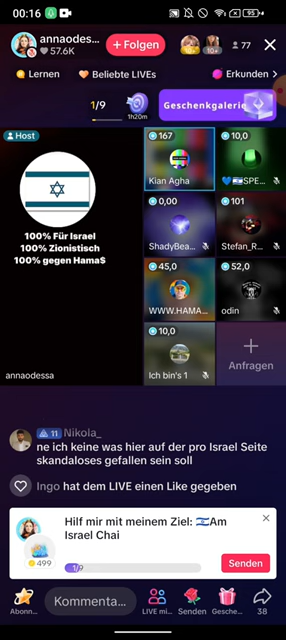 00:16
95
annaodes...
57.6K
+ Folgen
77
Lernen
Beliebte LIVEs
Erkunden
1/9
1h20m
Geschenkgalerie
Host
167
Kian Agha
10,0
SPE...
100% Für Israel
100% Zionistisch
100% gegen Hama$
0,00
ShadyBea...
101
Stefan_R...
45,0
WWW.HAMA...
52,0
odin
10,0
Ich bin's 1
Anfragen
annaodessa
11 Nikola_
ne ich keine was hier auf der pro Israel Seite
skandaloses gefallen sein soll
Ingo hat dem LIVE einen Like gegeben
Hilf mir mit meinem Ziel: 🇮🇱Am
Israel Chai
499
1/9
Senden
Abonn...
Kommenta...
LIVE mi...
Senden
Gesche...
38